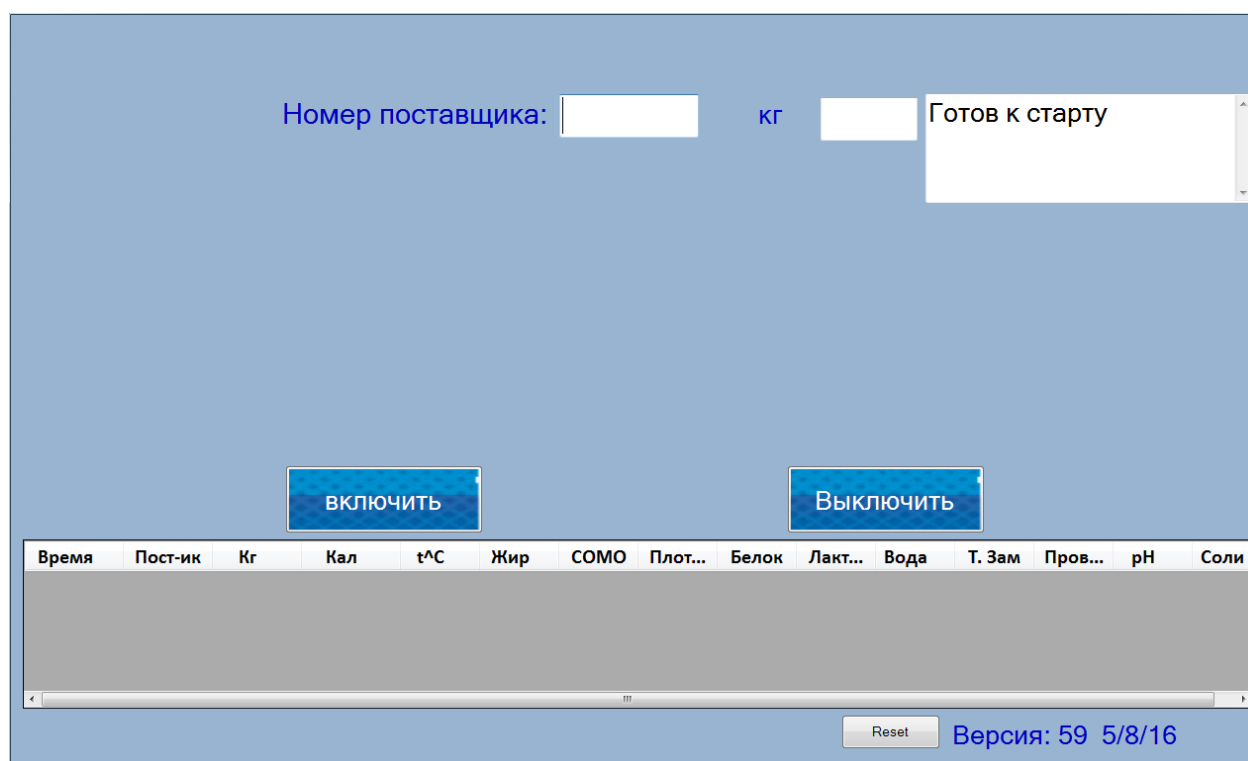 Номер поставщика: кг Готов к старту
включить Выключить
Время Пост-ик Кг Кал t^C Жир СОМО Плот... Белок Лакт... Вода Т. Зам Пров... pH Соли
Reset Версия: 59 5/8/16